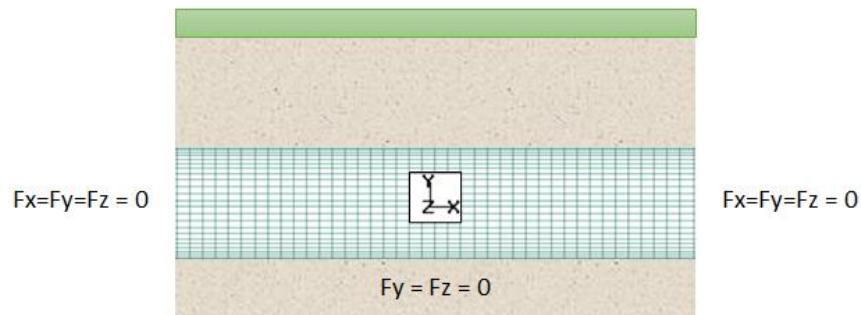 Y
Z X
Fx=Fy=Fz = 0
Fx=Fy=Fz = 0
Fy = Fz = 0